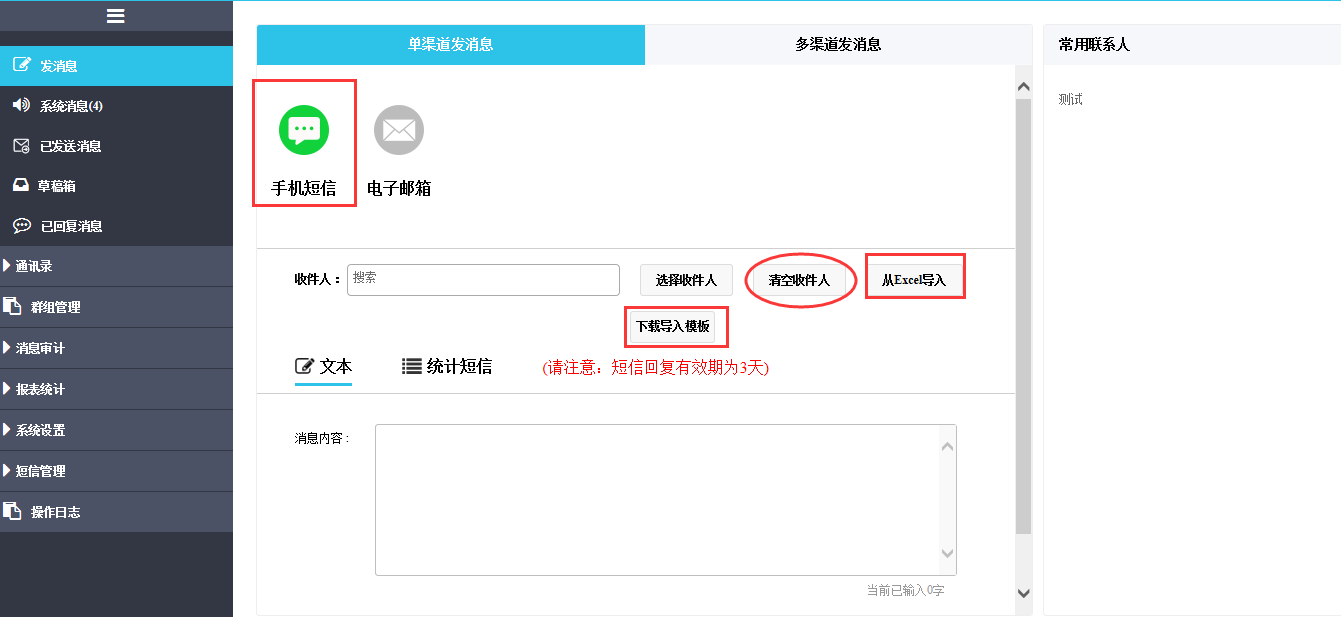 发消息
系统消息(4)
已发送消息
草稿箱
已回复消息
通讯录
群组管理
消息审计
报表统计
系统设置
短信管理
操作日志
单渠道发消息 多渠道发消息
手机短信 电子邮箱
收件人： 搜索 选择收件人 清空收件人 从Excel导入
下载导入模板
文本 统计短信 (请注意：短信回复有效期为3天)
消息内容：
当前已输入0字
常用联系人
测试